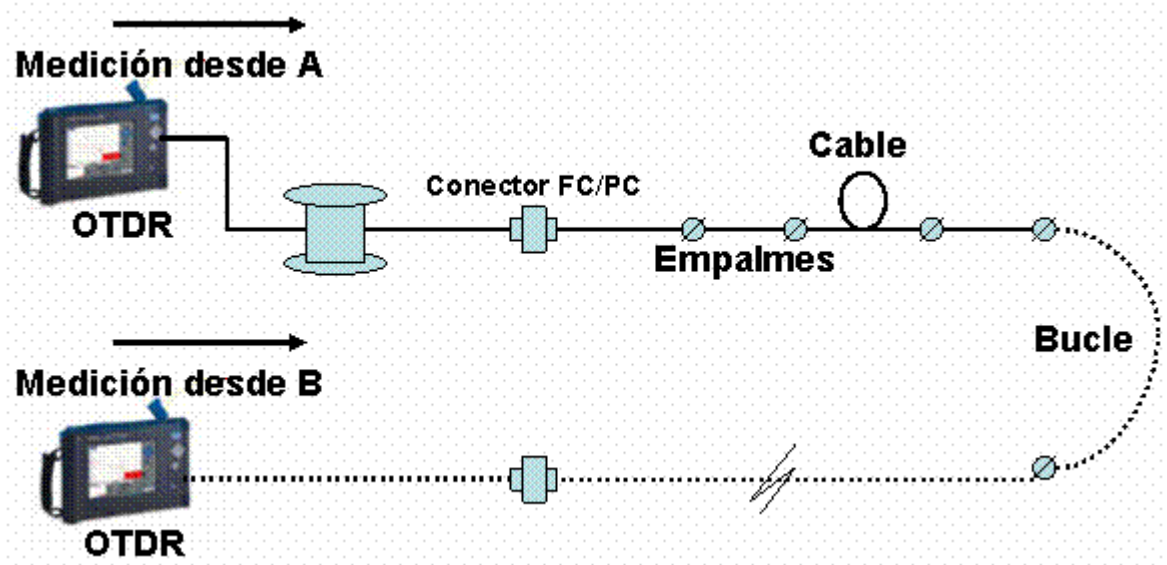 Medición desde A
OTDR
Conector FC/PC
Cable
Empalmes
Bucle
Medición desde B
OTDR